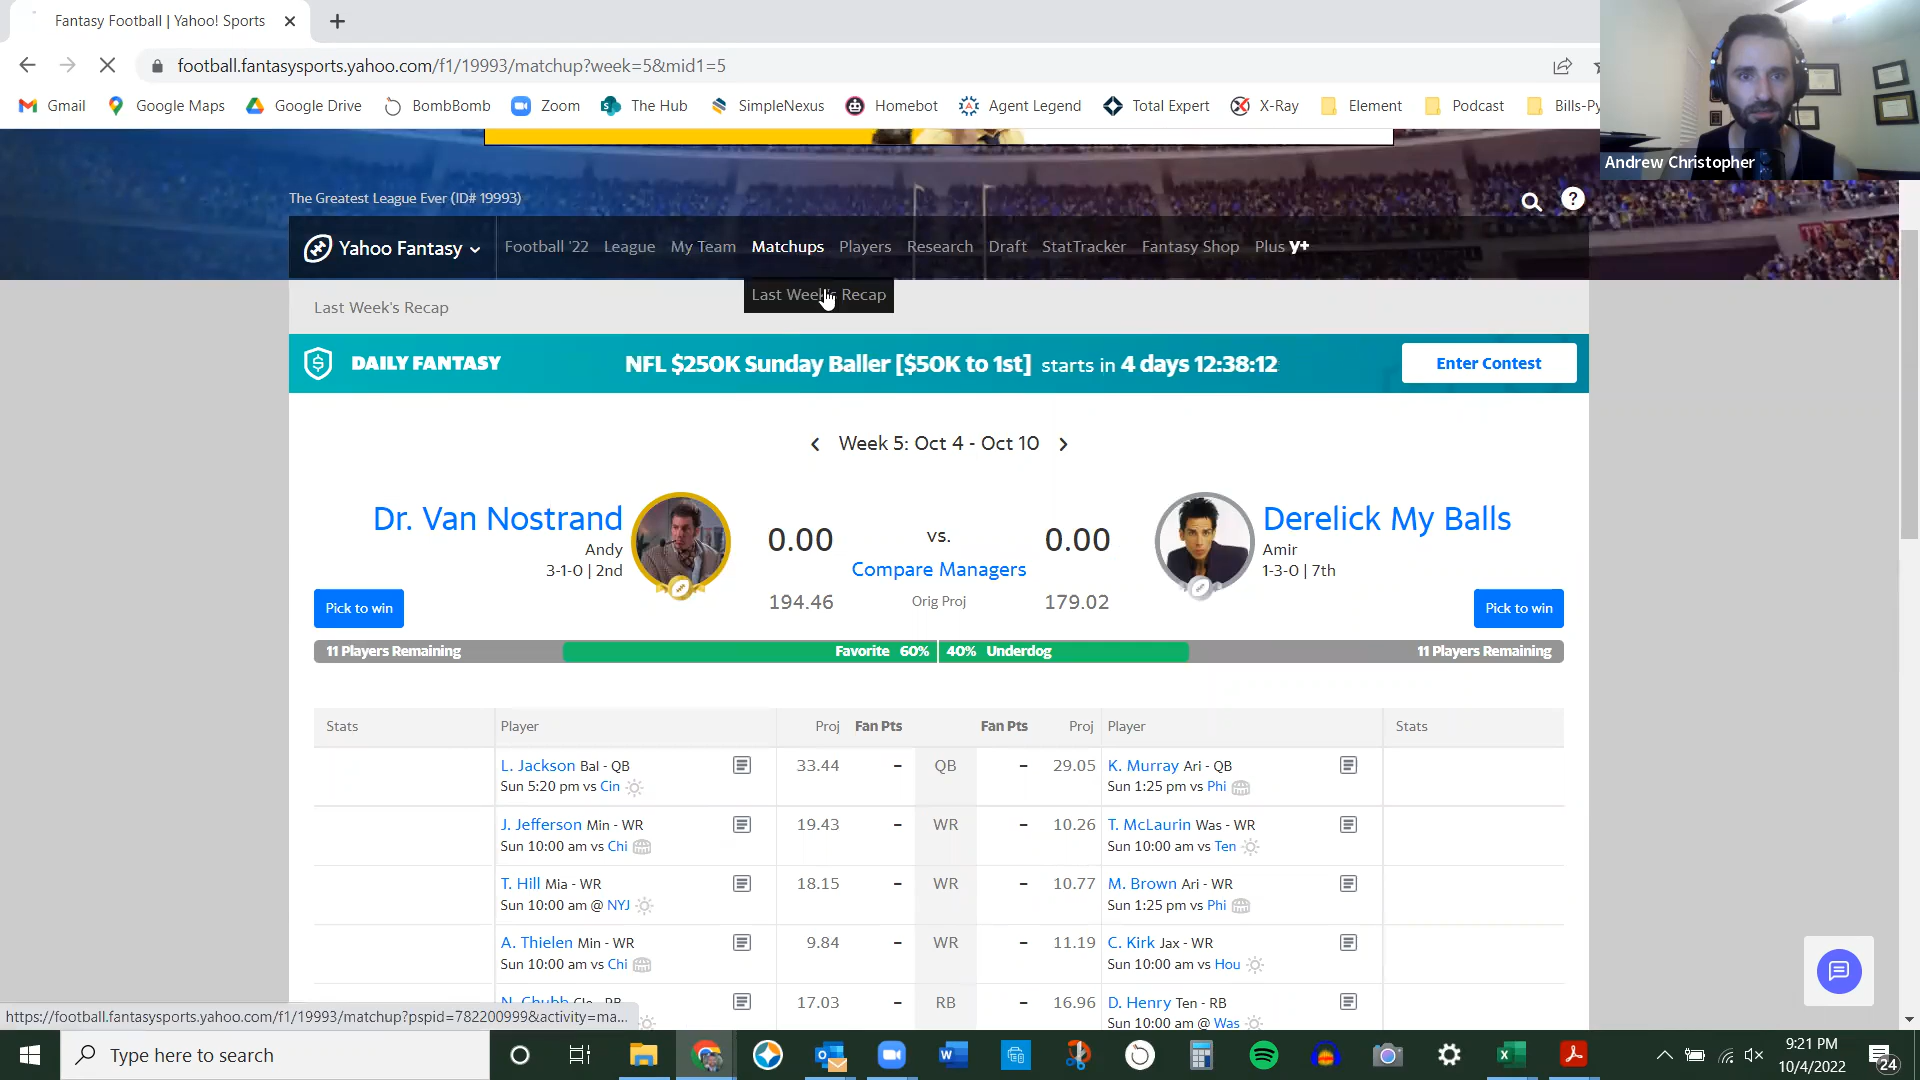 Fantasy Football | Yahoo! Sports
football.fantasysports.yahoo.com/f1/19993/matchup?week=5&mid1=5
Gmail Google Maps Google Drive BombBomb Zoom The Hub SimpleNexus Homebot Agent Legend Total Expert X-Ray Element Podcast Bills-Py
Andrew Christopher
The Greatest League Ever (ID# 19993)
?
Yahoo Fantasy Football '22 League My Team Matchups Players Research Draft StatTracker Fantasy Shop Plus y+
Last Week's Recap
Last Week's Recap
DAILY FANTASY NFL $250K Sunday Baller [$50K to 1st] starts in 4 days 12:38:12 Enter Contest
Week 5: Oct 4 - Oct 10
Dr. Van Nostrand 0.00 vs. 0.00 Derelick My Balls
Andy Amir
3-1-0 | 2nd Compare Managers 1-3-0 | 7th
Pick to win 194.46 Orig Proj 179.02 Pick to win
11 Players Remaining Favorite 60% 40% Underdog 11 Players Remaining
Stats Player Proj Fan Pts Fan Pts Proj Player Stats
L. Jackson Bal - QB 33.44 – QB – 29.05 K. Murray Ari - QB
Sun 5:20 pm vs Cin Sun 1:25 pm vs Phi
J. Jefferson Min - WR 19.43 – WR – 10.26 T. McLaurin Was - WR
Sun 10:00 am vs Chi Sun 10:00 am vs Ten
T. Hill Mia - WR 18.15 – WR – 10.77 M. Brown Ari - WR
Sun 10:00 am @ NYJ Sun 1:25 pm vs Phi
A. Thielen Min - WR 9.84 – WR – 11.19 C. Kirk Jax - WR
Sun 10:00 am vs Chi Sun 10:00 am vs Hou
N. Chubb Cle - RB 17.03 – RB – 16.96 D. Henry Ten - RB
Sun 10:00 am @ Was
https://football.fantasysports.yahoo.com/f1/19993/matchup?pspid=782200999&activity=ma...
Type here to search
9:21 PM
10/4/2022
24